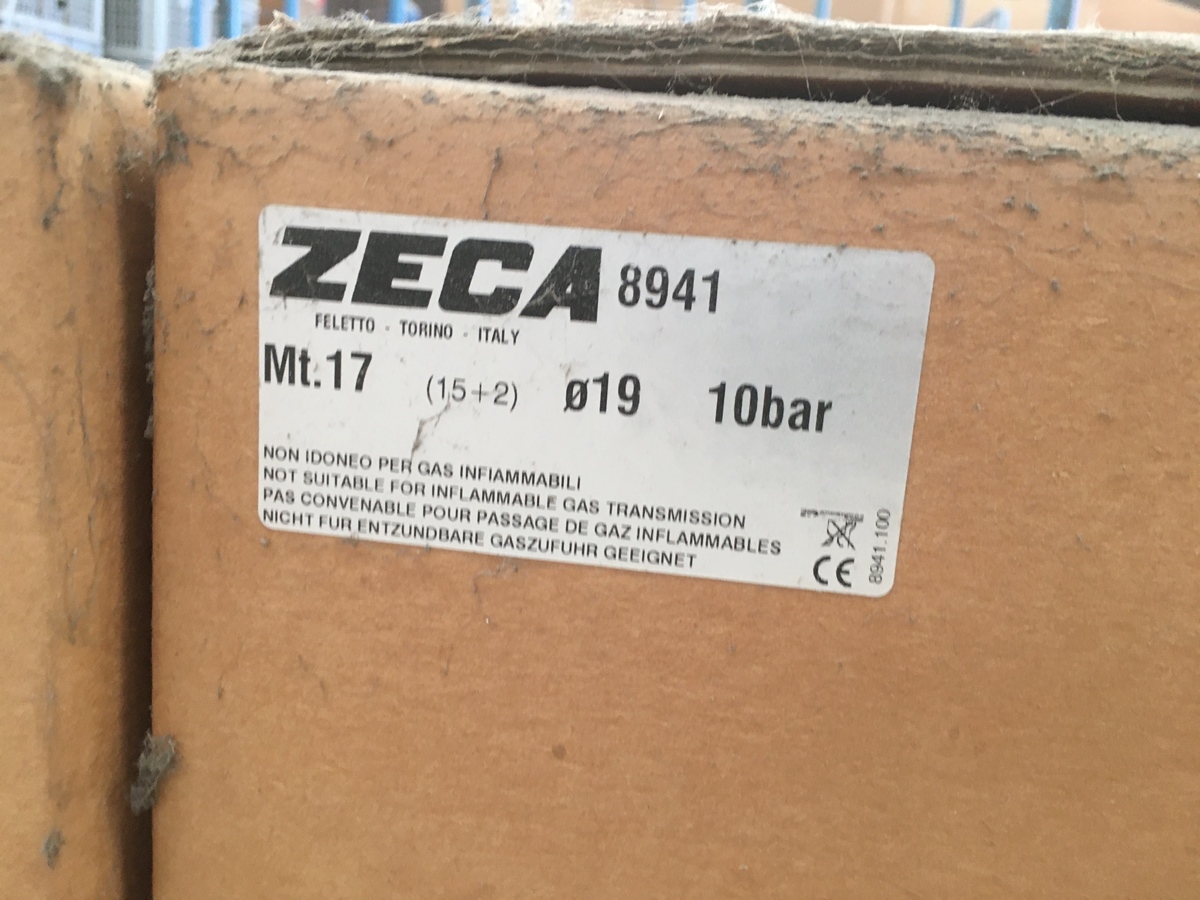 ZECA 8941
FELETTO - TORINO - ITALY
Mt.17 (15+2) ø19 10bar
NON IDONEO PER GAS INFIAMMABILI
NOT SUITABLE FOR INFLAMMABLE GAS TRANSMISSION
PAS CONVENABLE POUR PASSAGE DE GAZ INFLAMMABLES
NICHT FUR ENTZUNDBARE GASZUFUHR GEEIGNET
CE
8941.100